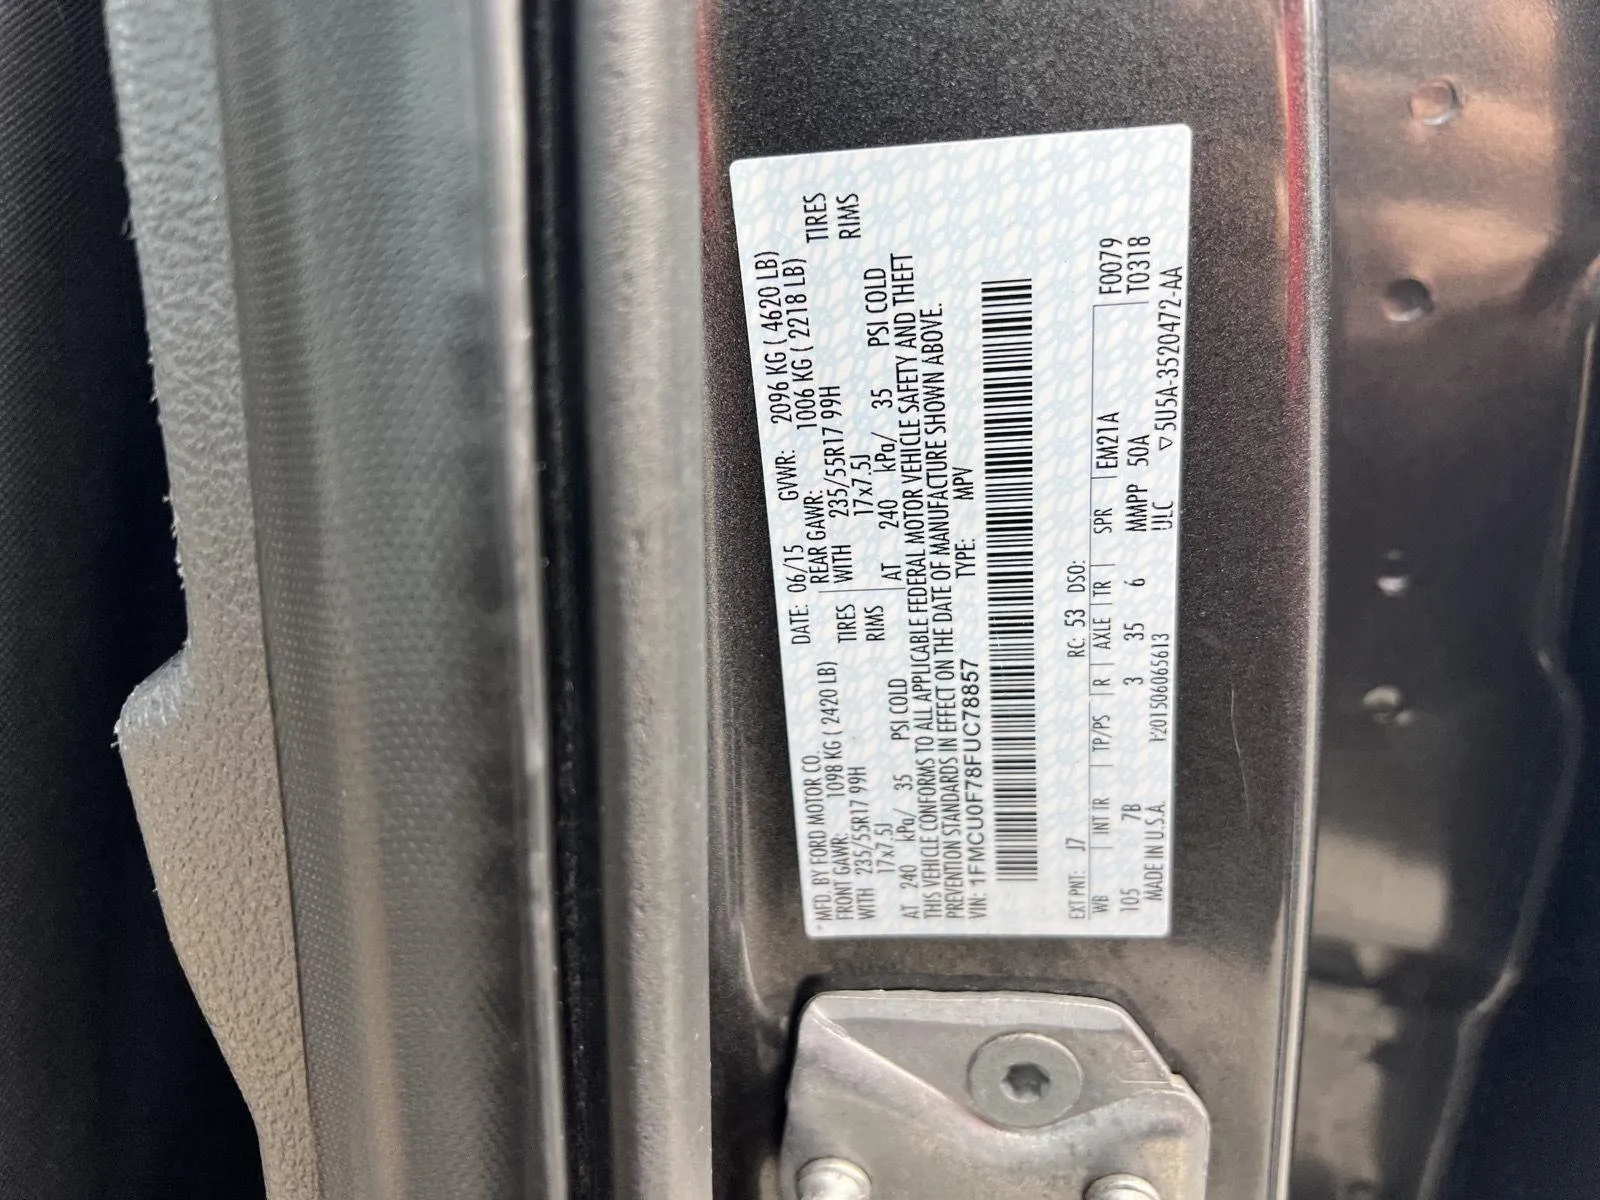 MFD. BY FORD MOTOR CO. DATE: 06/15 GVWR: 2096 KG ( 4620 LB)
FRONT GAWR: 1098 KG ( 2420 LB) REAR GAWR: 1006 KG ( 2218 LB)
WITH 235/55R17 99H TIRES WITH 235/55R17 99H TIRES
17x7.5J RIMS 17x7.5J RIMS
AT 240 kPa/ 35 PSI COLD AT 240 kPa/ 35 PSI COLD
THIS VEHICLE CONFORMS TO ALL APPLICABLE FEDERAL MOTOR VEHICLE SAFETY AND THEFT
PREVENTION STANDARDS IN EFFECT ON THE DATE OF MANUFACTURE SHOWN ABOVE.
VIN: 1FMCU0F78FUC78857 TYPE: MPV
EXT PNT: J7 RC: 53 DSO: F0079
WB INT TR TP/PS R AXLE TR SPR EM21A T0318
105 7B 3 35 6 MMPP 50A
MADE IN U.S.A. 1201506065613 ULC ▽5U5A-3520472-AA